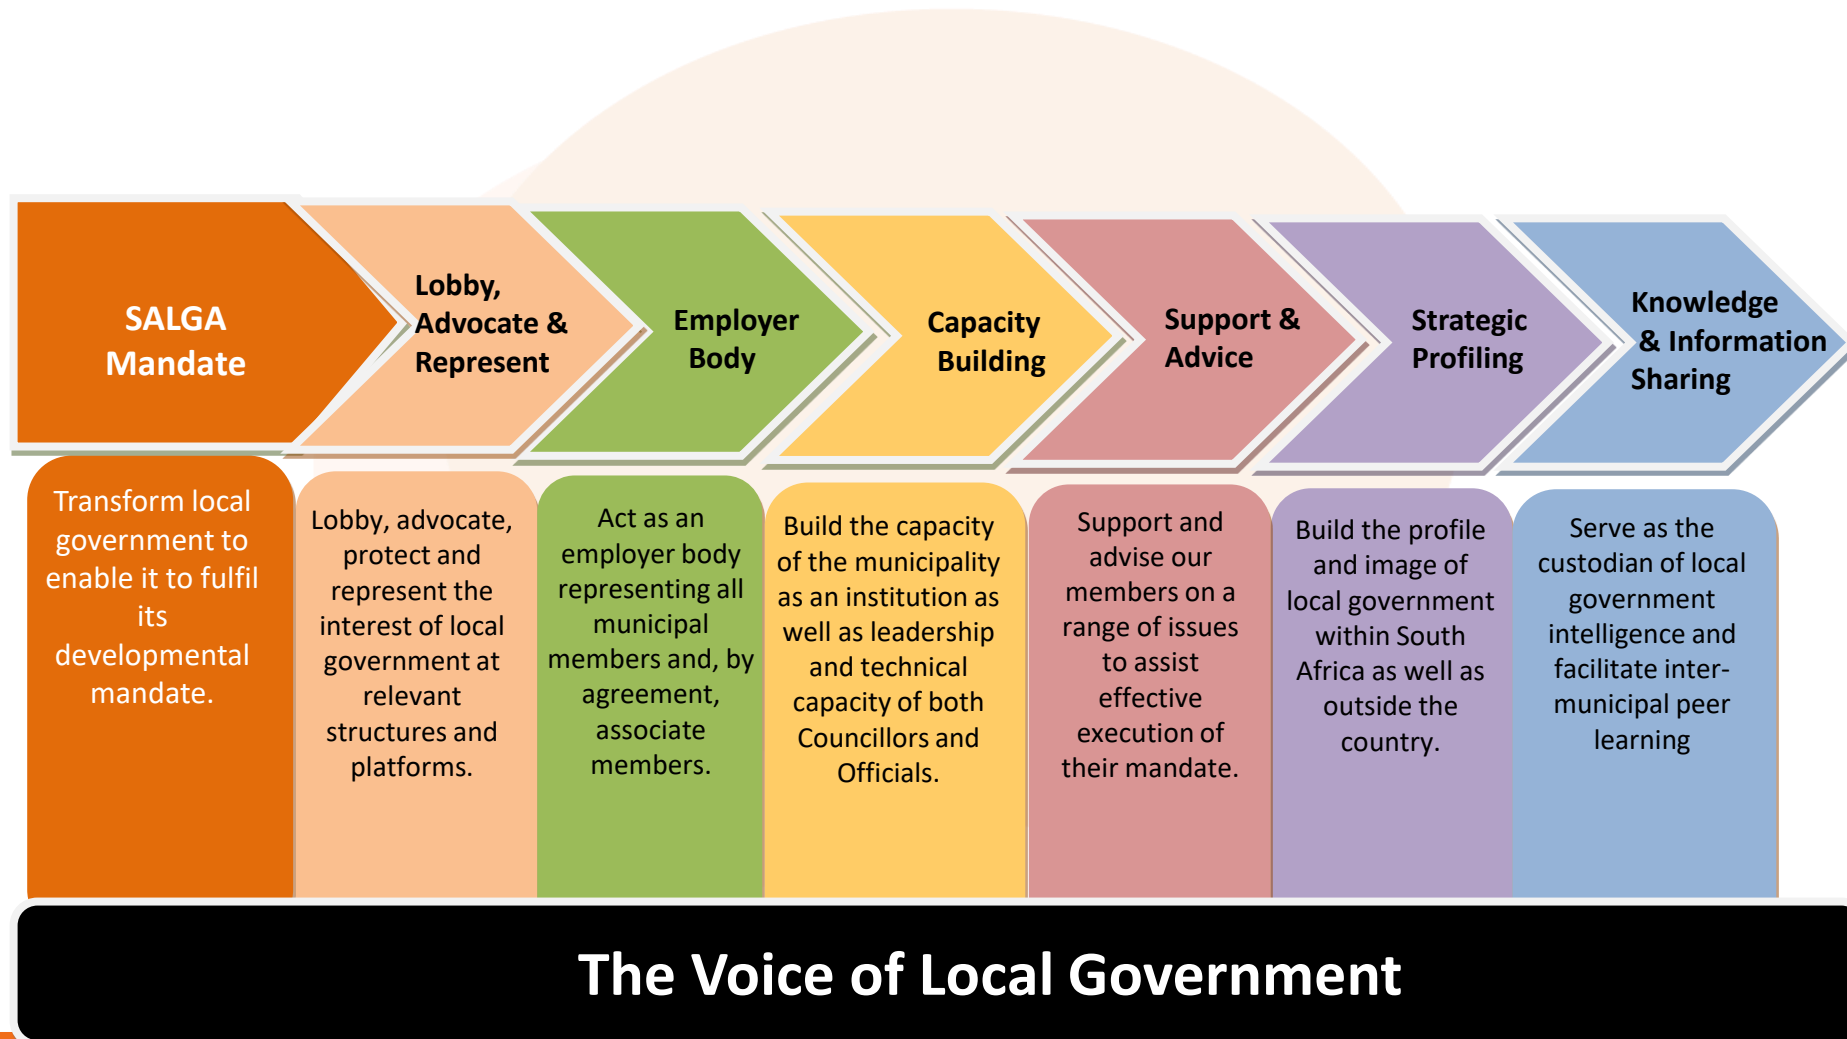 SALGA
Mandate
Lobby,
Advocate &
Represent
Employer
Body
Capacity
Building
Support &
Advice
Strategic
Profiling
Knowledge
& Information
Sharing
Transform local
government to
enable it to fulfil
its
developmental
mandate.
Lobby, advocate,
protect and
represent the
interest of local
government at
relevant
structures and
platforms.
Act as an
employer body
representing all
municipal
members and, by
agreement,
associate
members.
Build the capacity
of the municipality
as an institution as
well as leadership
and technical
capacity of both
Councillors and
Officials.
Support and
advise our
members on a
range of issues
to assist
effective
execution of
their mandate.
Build the profile
and image of
local government
within South
Africa as well as
outside the
country.
Serve as the
custodian of local
government
intelligence and
facilitate inter-
municipal peer
learning
The Voice of Local Government